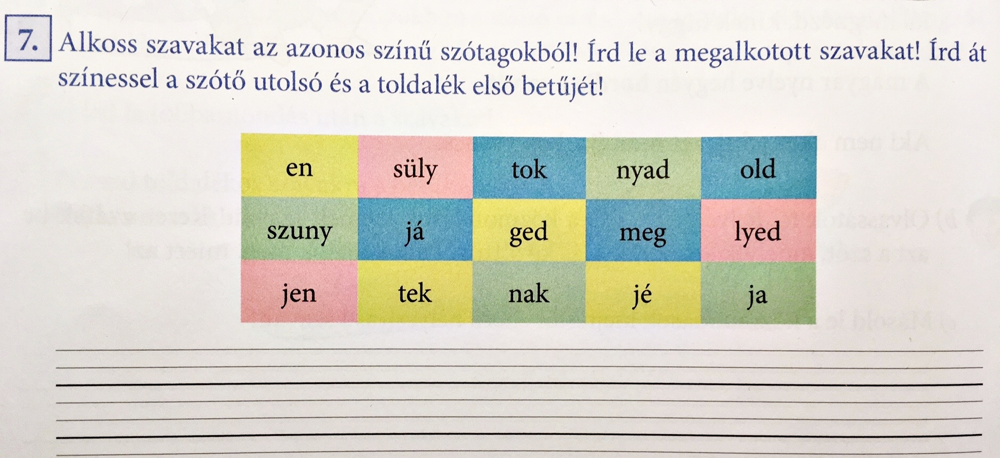 7. Alkoss szavakat az azonos színű szótagokból! Írd le a megalkotott szavakat! Írd át
színessel a szótő utolsó és a toldalék első betűjét!
en süly tok nyad old
szuny já ged meg lyed
jen tek nak jé ja